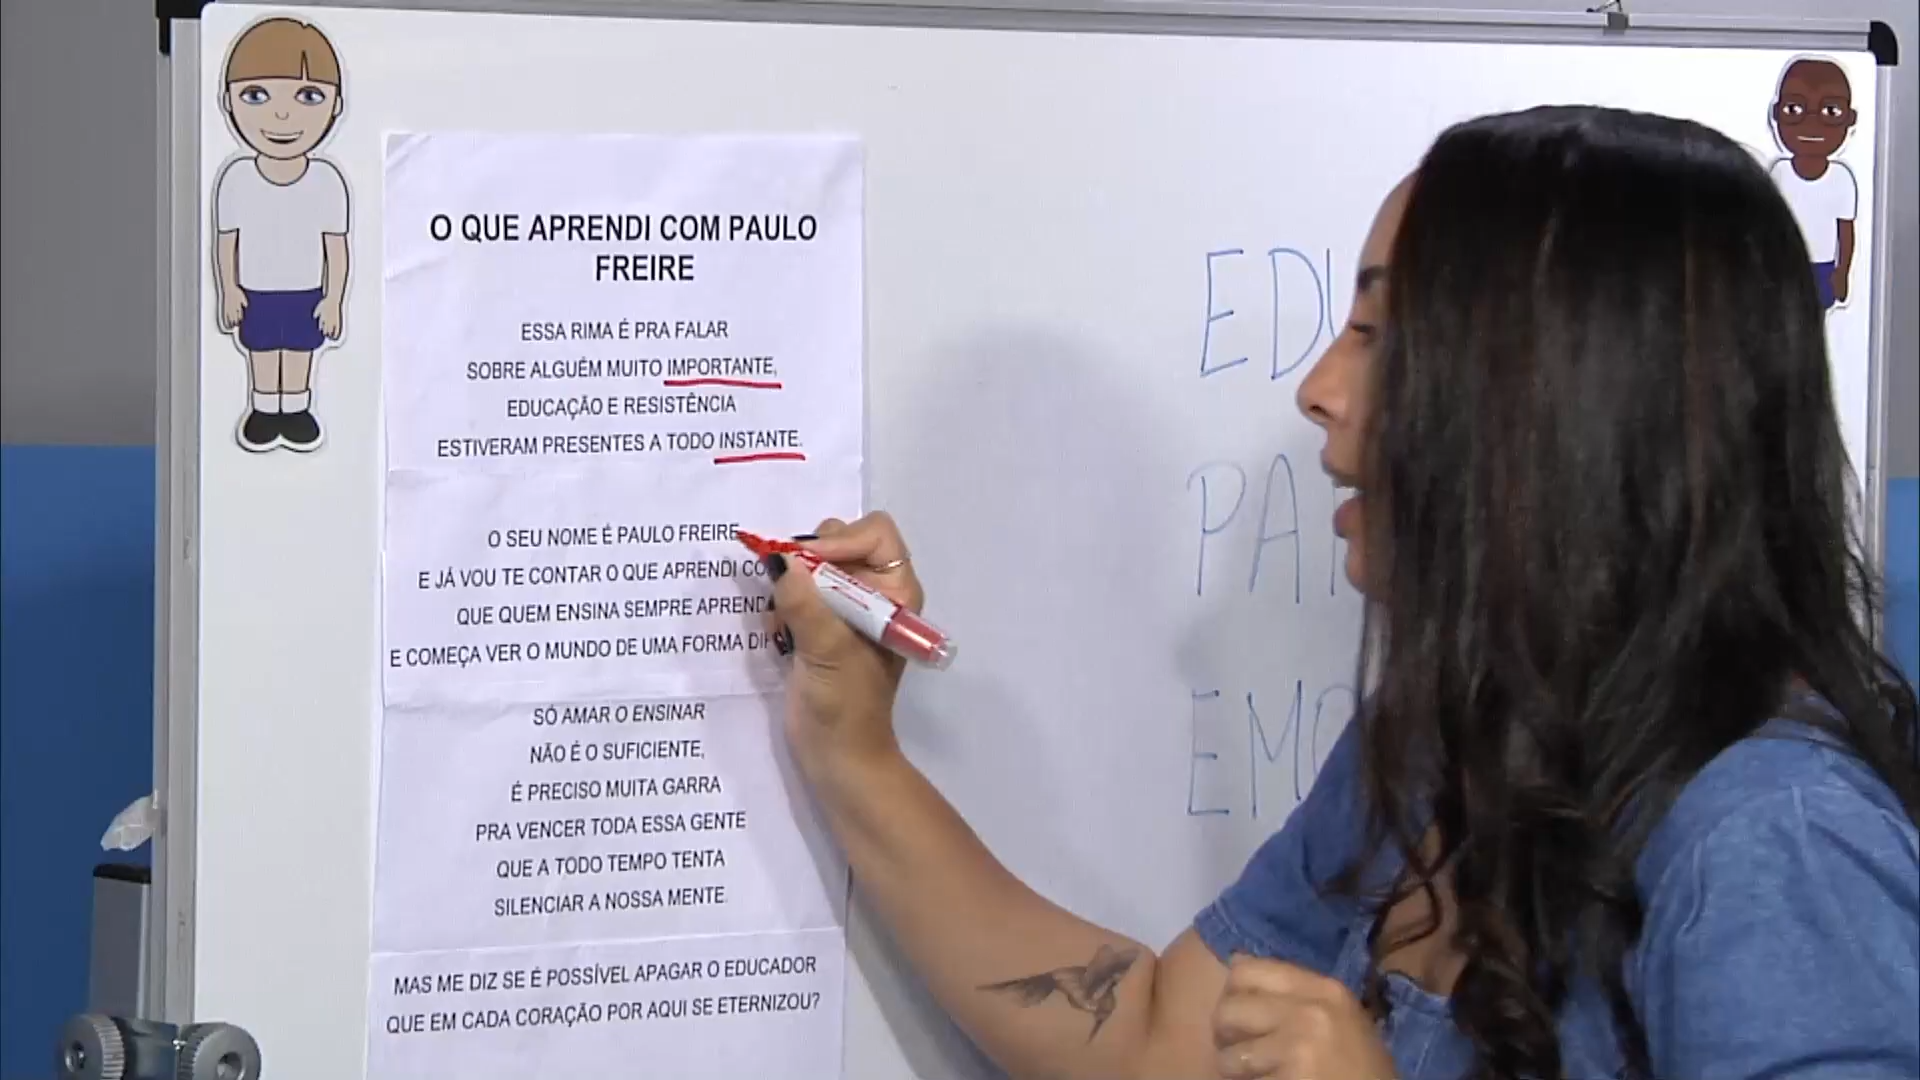 O QUE APRENDI COM PAULO
FREIRE
ESSA RIMA É PRA FALAR
SOBRE ALGUÉM MUITO IMPORTANTE,
EDUCAÇÃO E RESISTÊNCIA
ESTIVERAM PRESENTES A TODO INSTANTE.
O SEU NOME É PAULO FREIRE
E JÁ VOU TE CONTAR O QUE APRENDI
QUE QUEM ENSINA SEMPRE
E COMEÇA VER O MUNDO DE UMA FORMA
SÓ AMAR O ENSINAR
NÃO É O SUFICIENTE,
É PRECISO MUITA GARRA
PRA VENCER TODA ESSA GENTE
QUE A TODO TEMPO TENTA
SILENCIAR A NOSSA MENTE.
MAS ME DIZ SE É POSSÍVEL APAGAR O EDUCADOR
QUE EM CADA CORAÇÃO POR AQUI SE ETERNIZOU?